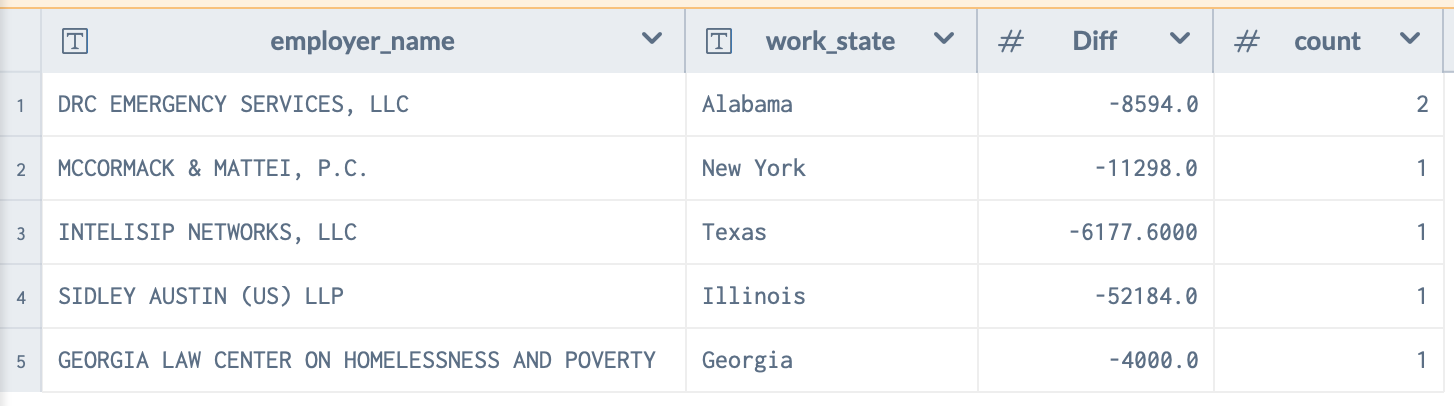 employer_name work_state # Diff # count
1 DRC EMERGENCY SERVICES, LLC Alabama -8594.0 2
2 MCCORMACK & MATTEI, P.C. New York -11298.0 1
3 INTELISIP NETWORKS, LLC Texas -6177.6000 1
4 SIDLEY AUSTIN (US) LLP Illinois -52184.0 1
5 GEORGIA LAW CENTER ON HOMELESSNESS AND POVERTY Georgia -4000.0 1